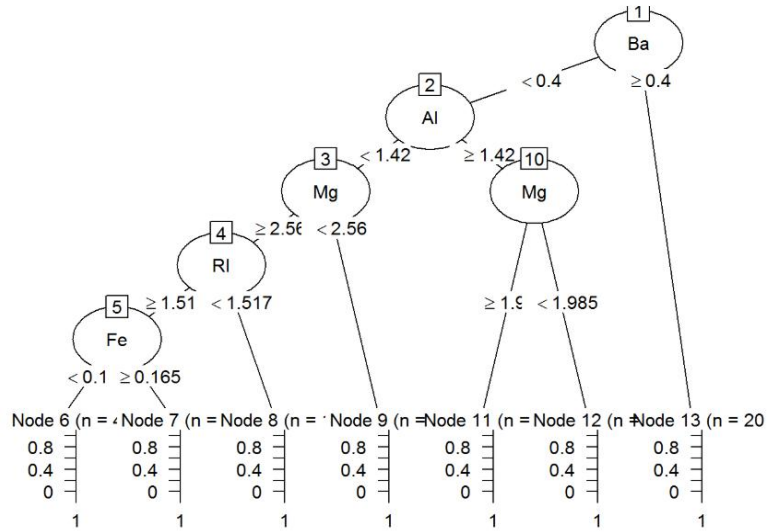 1
Ba
< 0.4 ≥ 0.4
2
Al
< 1.42 ≥ 1.42
3 10
Mg Mg
≥ 2.56 < 2.56
4
RI
≥ 1.51 < 1.517 ≥ 1.9 < 1.985
5
Fe
< 0.1 ≥ 0.165
Node 6 (n = Node 7 (n = Node 8 (n = Node 9 (n = Node 11 (n = Node 12 (n = Node 13 (n = 20
0.8 0.8 0.8 0.8 0.8 0.8 0.8
0.4 0.4 0.4 0.4 0.4 0.4 0.4
0 0 0 0 0 0 0
1 1 1 1 1 1 1